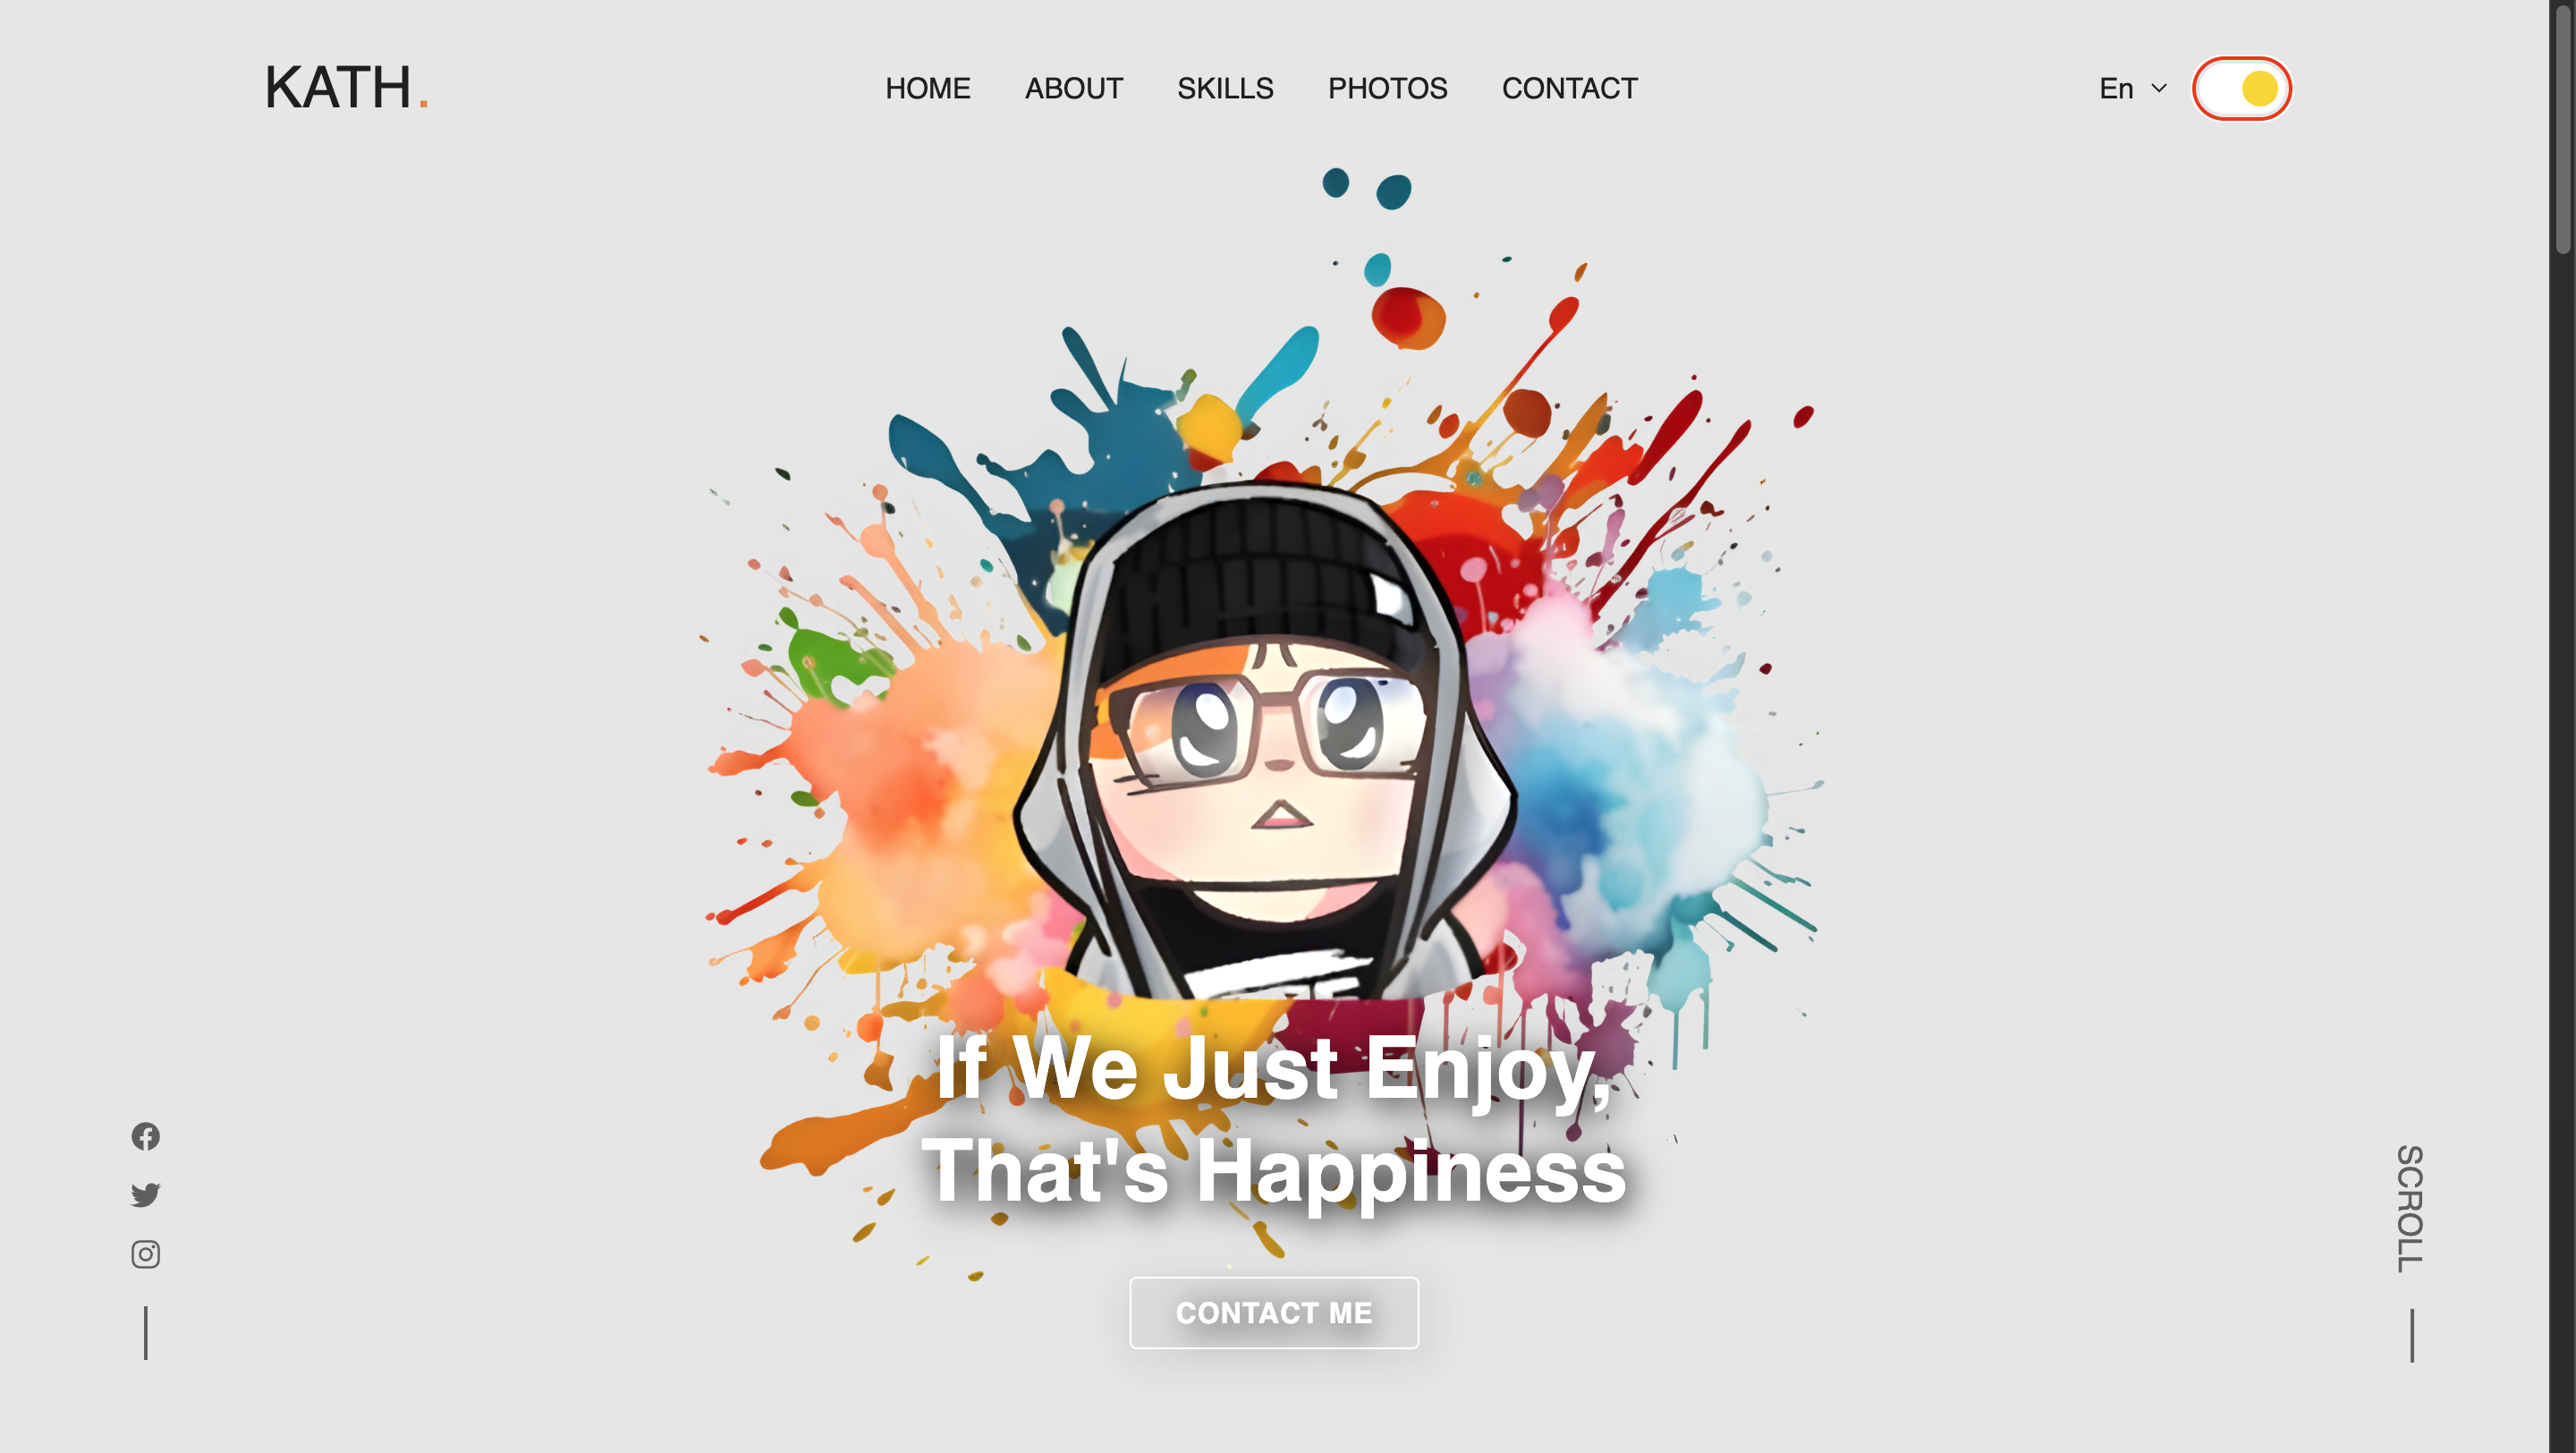 KATH.
HOME ABOUT SKILLS PHOTOS CONTACT
En
If We Just Enjoy,
That's Happiness
CONTACT ME
SCROLL